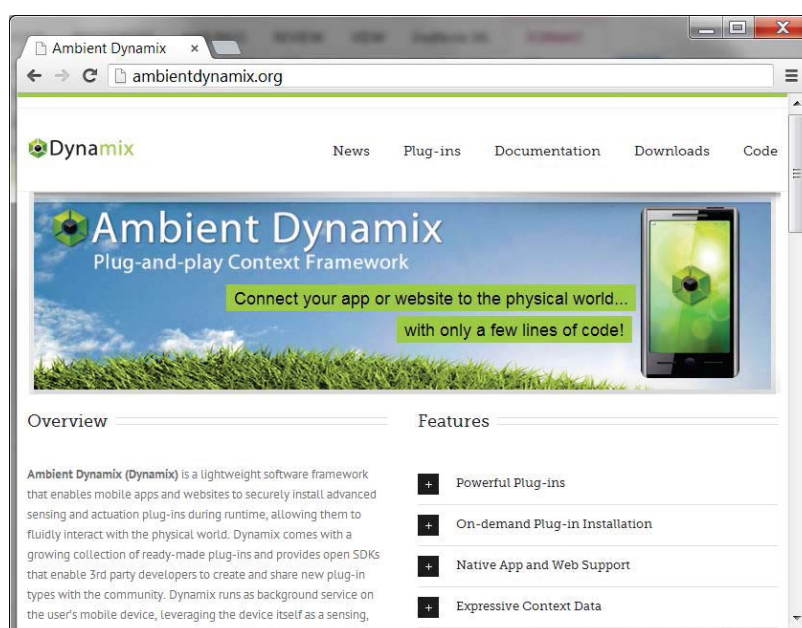 Ambient Dynamix
ambientdynamix.org
Dynamix
News Plug-ins Documentation Downloads Code
Ambient Dynamix
Plug-and-play Context Framework
Connect your app or website to the physical world...
with only a few lines of code!
Overview
Ambient Dynamix (Dynamix) is a lightweight software framework
that enables mobile apps and websites to securely install advanced
sensing and actuation plug-ins during runtime, allowing them to
fluidly interact with the physical world. Dynamix comes with a
growing collection of ready-made plug-ins and provides open SDKs
that enable 3rd party developers to create and share new plug-in
types with the community. Dynamix runs as background service on
the user's mobile device, leveraging the device itself as a sensing,
Features
Powerful Plug-ins
On-demand Plug-in Installation
Native App and Web Support
Expressive Context Data